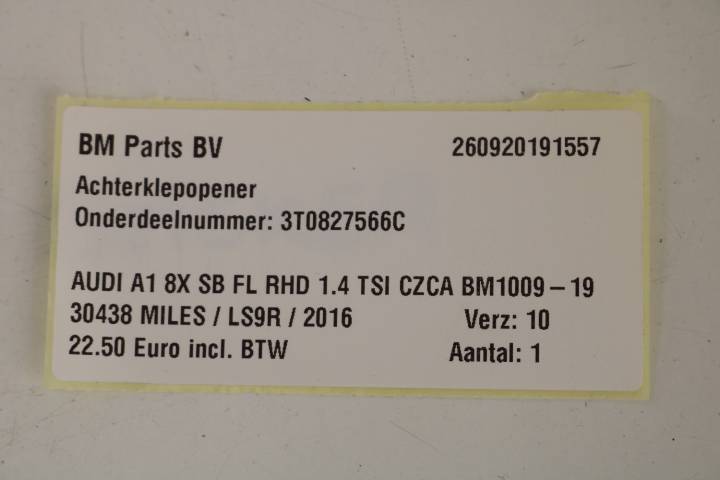 BM Parts BV 260920191557
Achterklepopener
Onderdeelnummer: 3T0827566C
AUDI A1 8X SB FL RHD 1.4 TSI CZCA BM1009-19
30438 MILES / LS9R / 2016 Verz: 10
22.50 Euro incl. BTW Aantal: 1